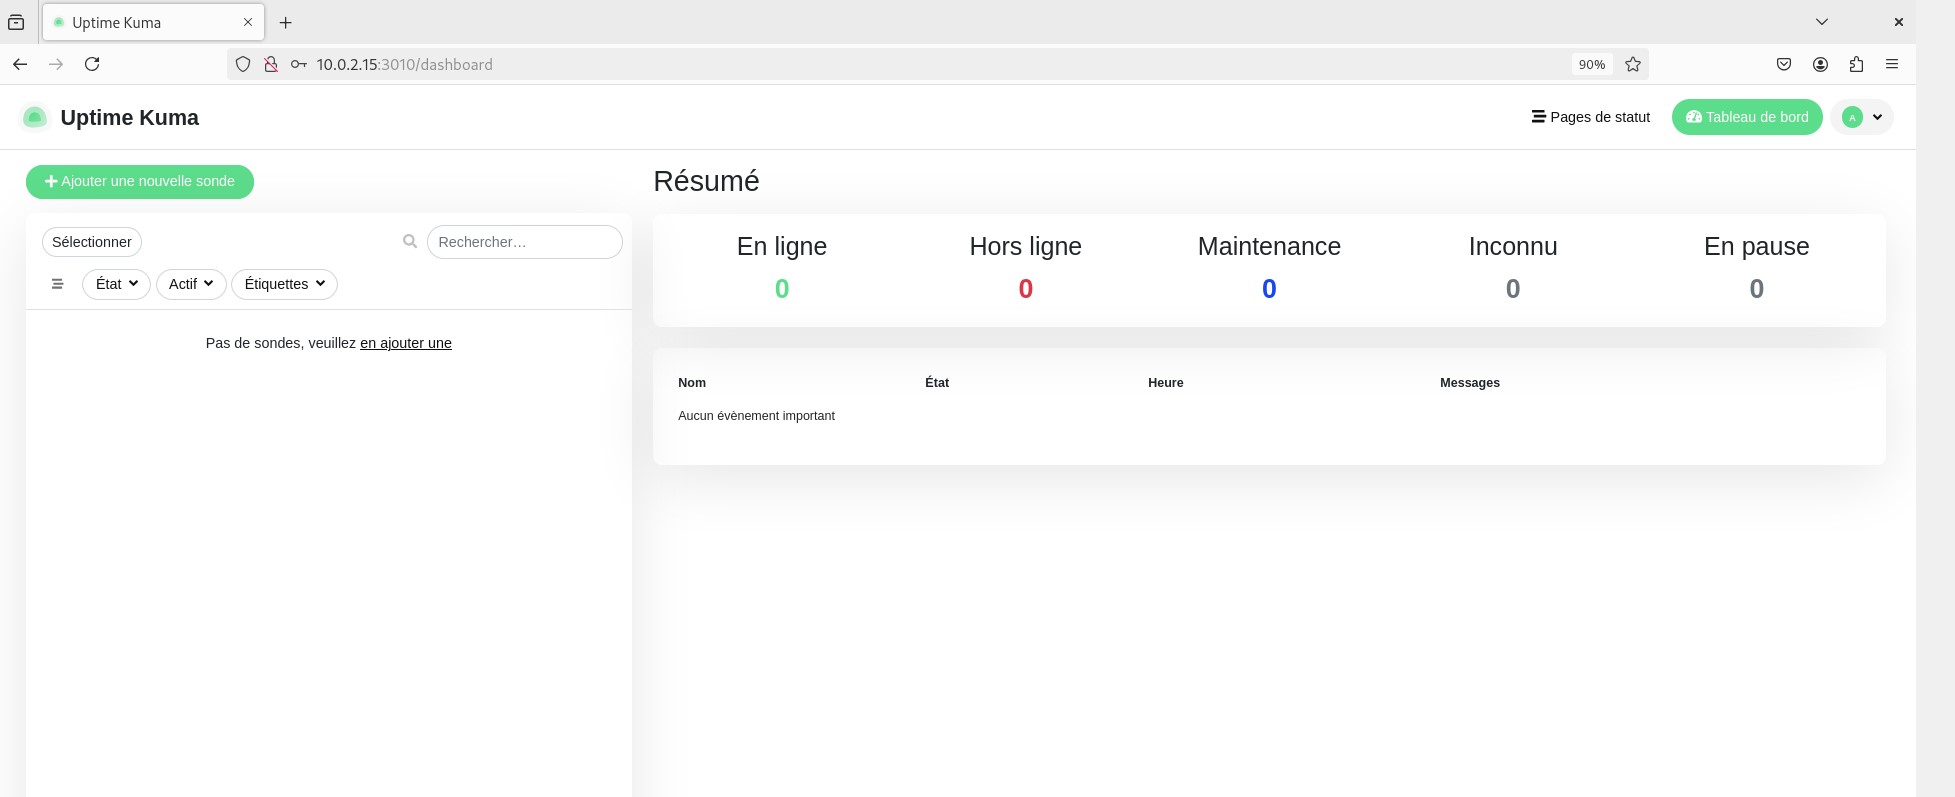 Uptime Kuma
10.0.2.15:3010/dashboard
90%
Uptime Kuma
Pages de statut
Tableau de bord
A
Ajouter une nouvelle sonde
Sélectionner
Rechercher…
État
Actif
Étiquettes
Pas de sondes, veuillez en ajouter une
Résumé
En ligne Hors ligne Maintenance Inconnu En pause
0 0 0 0 0
Nom État Heure Messages
Aucun évènement important